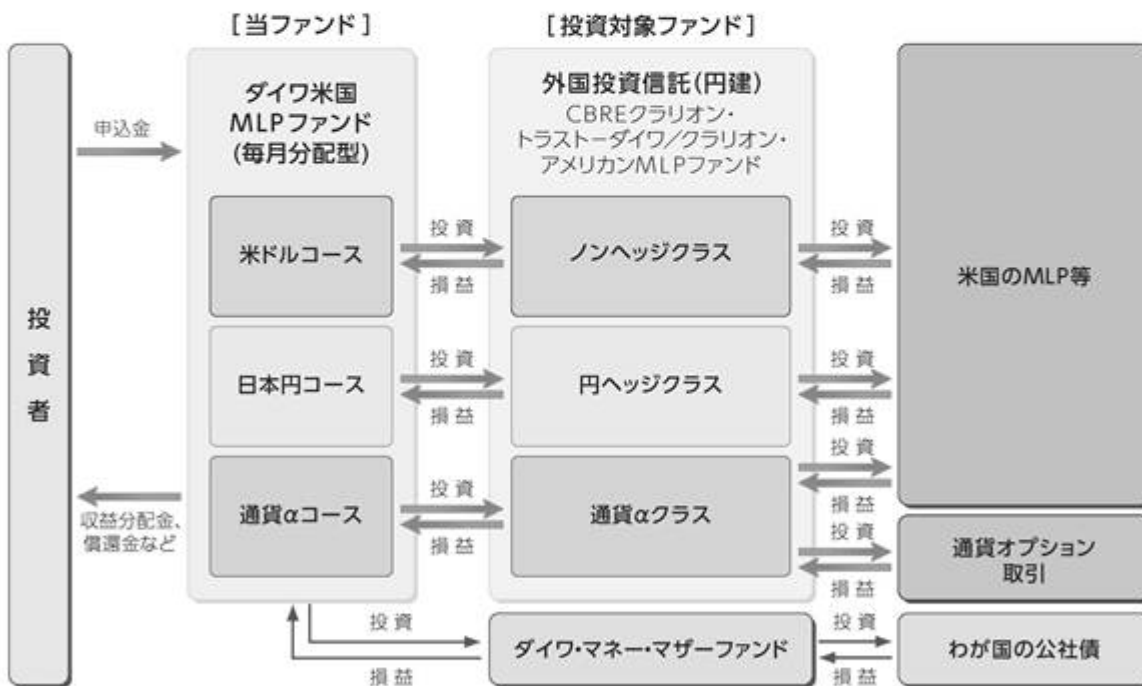 [当ファンド]
[投資対象ファンド]
投資者
申込金
収益分配金、
償還金など
ダイワ米国
MLPファンド
(毎月分配型)
米ドルコース
日本円コース
通貨αコース
投資
損益
投資
損益
投資
損益
外国投資信託(円建)
CBREクラリオン・
トラストーダイワ/クラリオン・
アメリカンMLPファンド
ノンヘッジクラス
円ヘッジクラス
通貨αクラス
投資
損益
投資
損益
投資
損益
投資
損益
米国のMLP等
通貨オプション
取引
投資
損益
ダイワ・マネー・マザーファンド
投資
損益
わが国の公社債